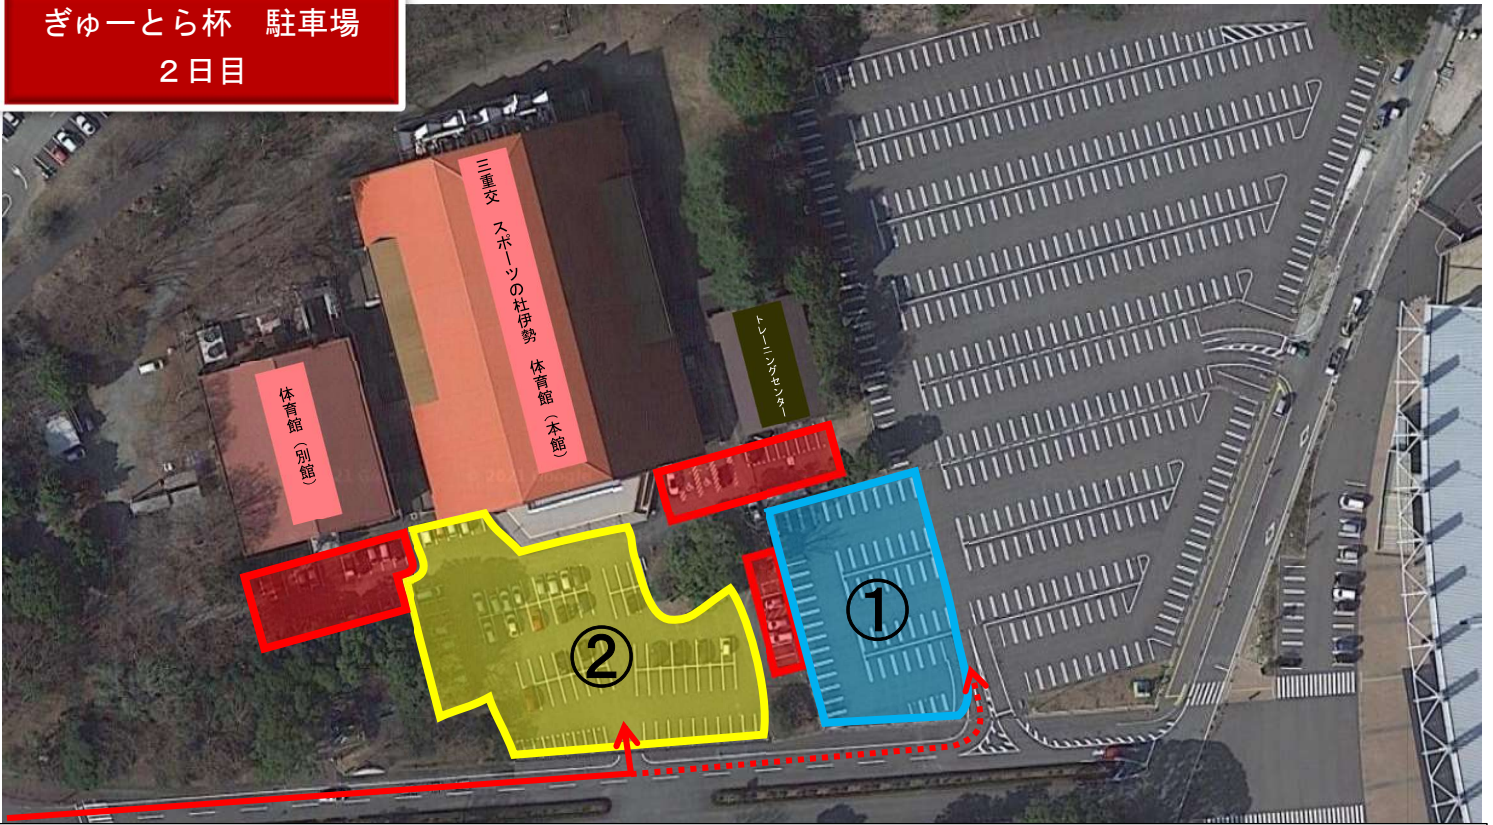 ぎゅーとら杯　駐車場
２日目
三重交　スポーツの杜伊勢　体育館（本館）
トレーニングセンター
体育館（別館）
①
②